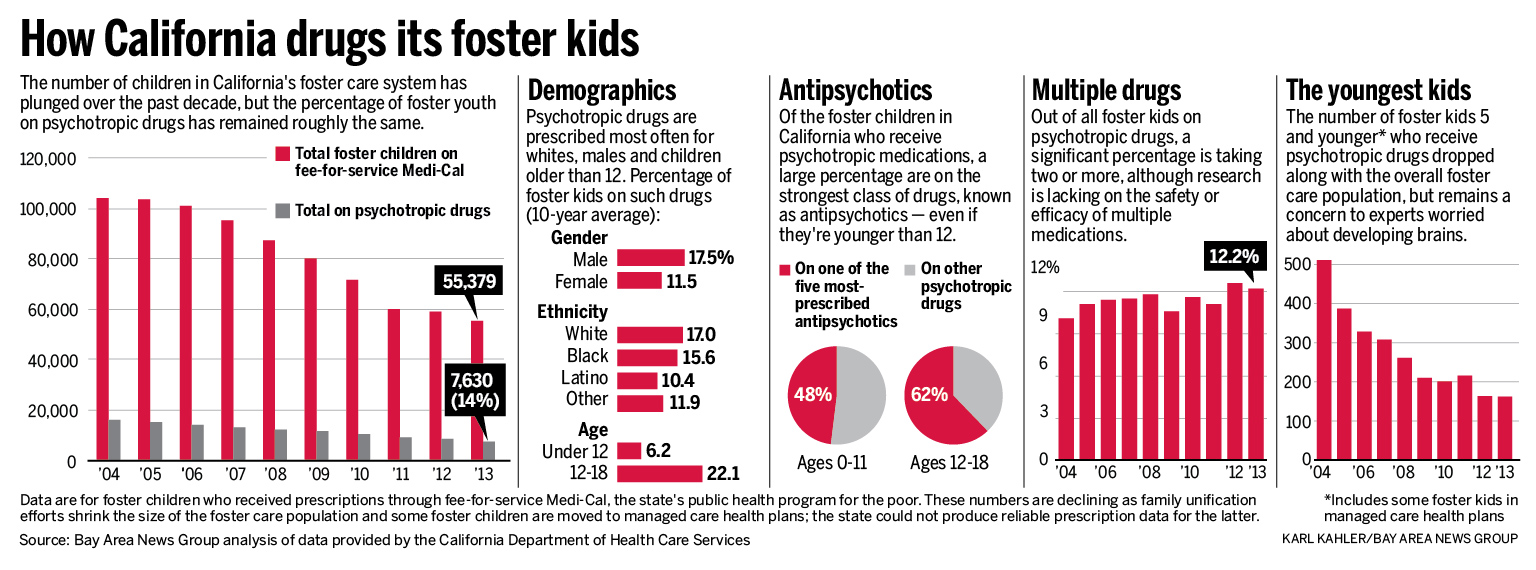 How California drugs its foster kids
The number of children in California's foster care system has
plunged over the past decade, but the percentage of foster youth
on psychotropic drugs has remained roughly the same.
120,000
100,000
80,000
60,000
40,000
20,000
0
Total foster children on
fee-for-service Medi-Cal
Total on psychotropic drugs
55,379
7,630
(14%)
'04 '05 '06 '07 '08 '09 '10 '11 '12 '13
Demographics
Psychotropic drugs are
prescribed most often for
whites, males and children
older than 12. Percentage of
foster kids on such drugs
(10-year average):
Gender
Male 17.5%
Female 11.5
Ethnicity
White 17.0
Black 15.6
Latino 10.4
Other 11.9
Age
Under 12 6.2
12-18 22.1
Antipsychotics
Of the foster children in
California who receive
psychotropic medications, a
large percentage are on the
strongest class of drugs, known
as antipsychotics — even if
they're younger than 12.
On one of the
five most-
prescribed
antipsychotics
On other
psychotropic
drugs
48%
62%
Ages 0-11
Ages 12-18
Multiple drugs
Out of all foster kids on
psychotropic drugs, a
significant percentage is taking
two or more, although research
is lacking on the safety or
efficacy of multiple
medications.
12.2%
12%
9
6
3
0
'04 '06 '08 '10 '12 '13
The youngest kids
The number of foster kids 5
and younger* who receive
psychotropic drugs dropped
along with the overall foster
care population, but remains a
concern to experts worried
about developing brains.
500
400
300
200
100
0
'04 '06 '08 '10 '12 '13
Data are for foster children who received prescriptions through fee-for-service Medi-Cal, the state's public health program for the poor. These numbers are declining as family unification
efforts shrink the size of the foster care population and some foster children are moved to managed care health plans; the state could not produce reliable prescription data for the latter.
*Includes some foster kids in
managed care health plans
Source: Bay Area News Group analysis of data provided by the California Department of Health Care Services
KARL KAHLER/BAY AREA NEWS GROUP